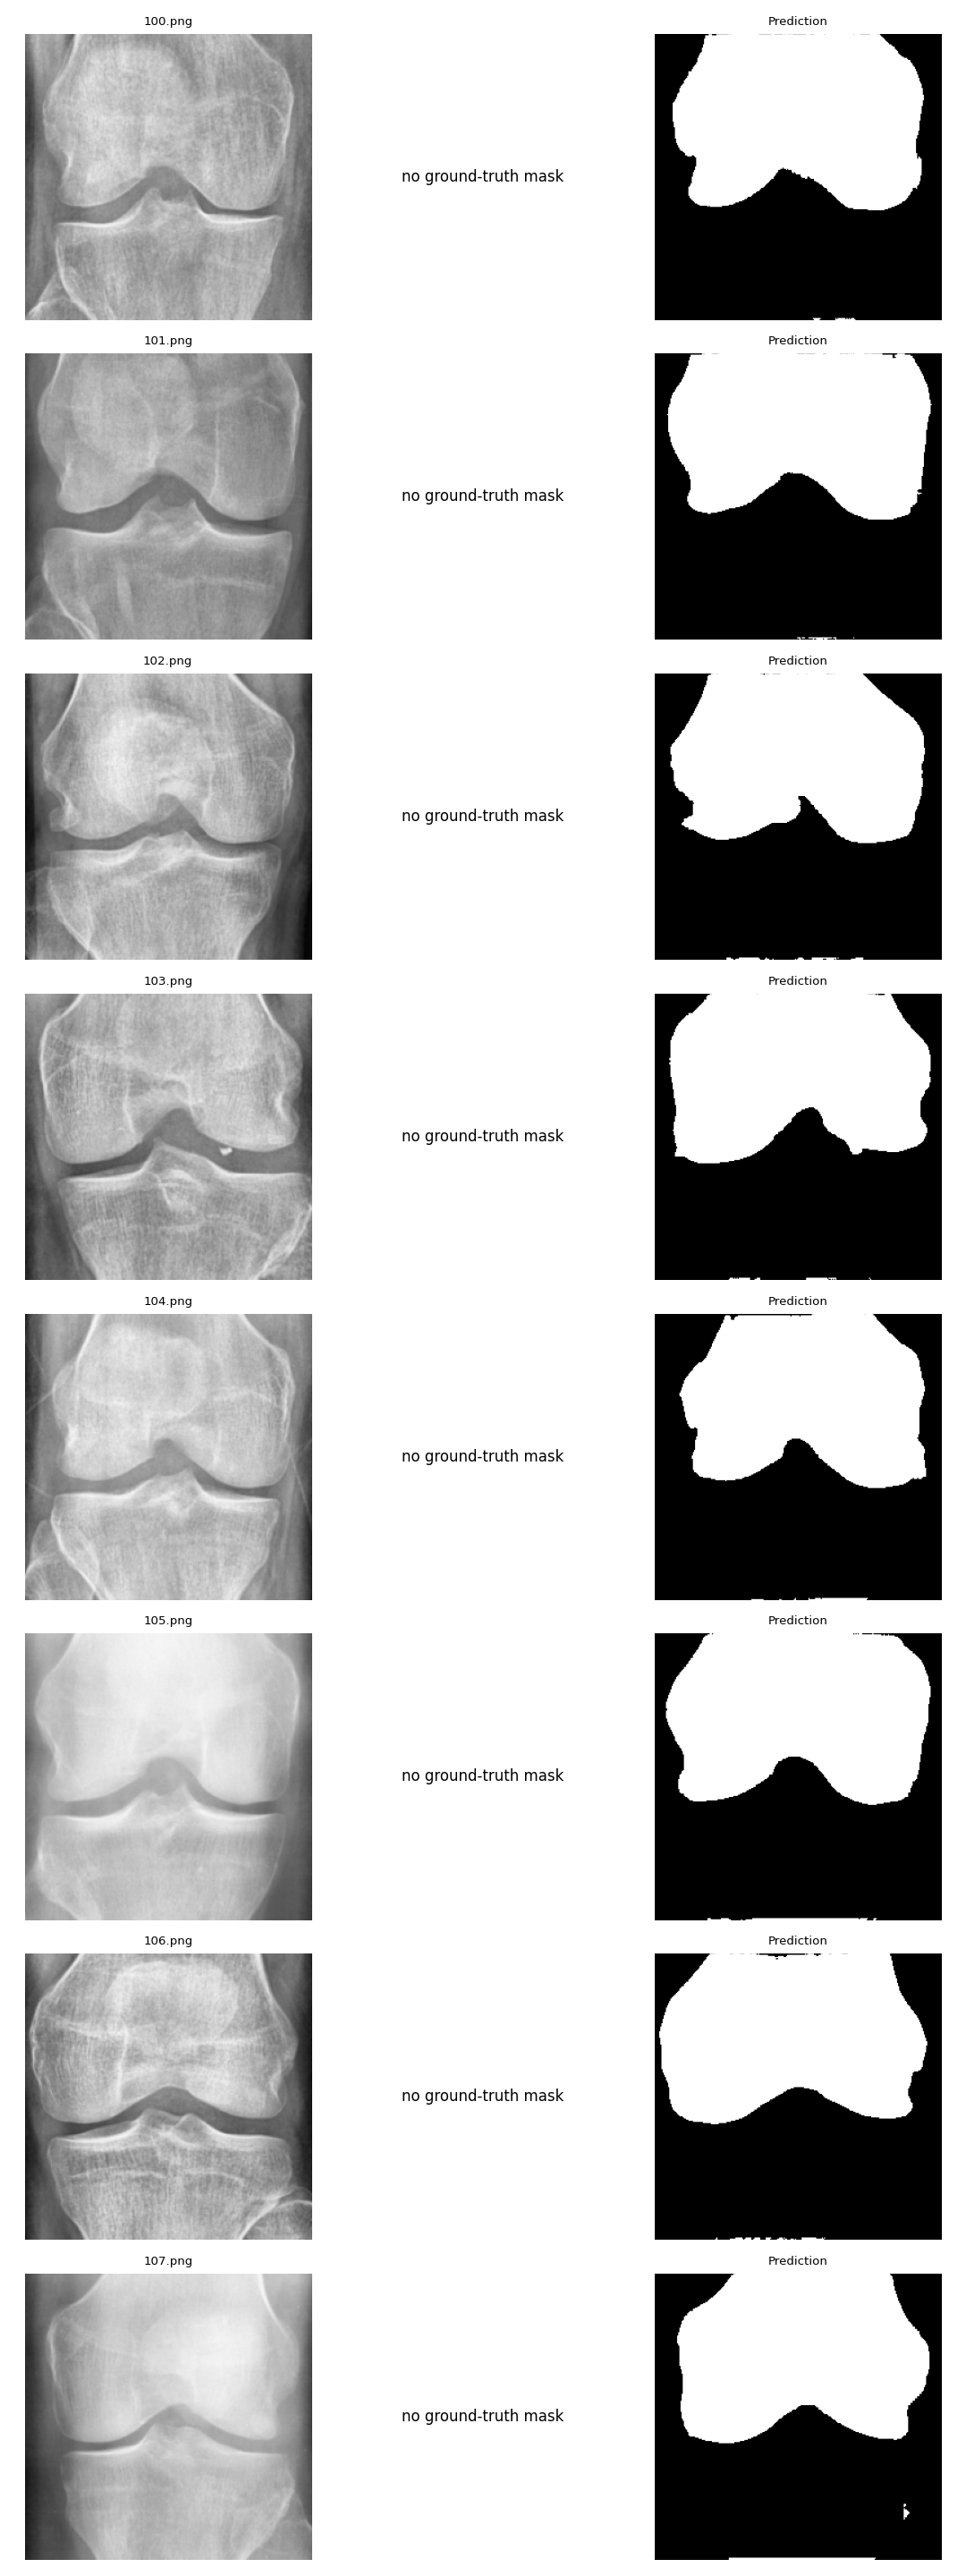 100.png
Prediction
no ground-truth mask
101.png
Prediction
no ground-truth mask
102.png
Prediction
no ground-truth mask
103.png
Prediction
no ground-truth mask
104.png
Prediction
no ground-truth mask
105.png
Prediction
no ground-truth mask
106.png
Prediction
no ground-truth mask
107.png
Prediction
no ground-truth mask